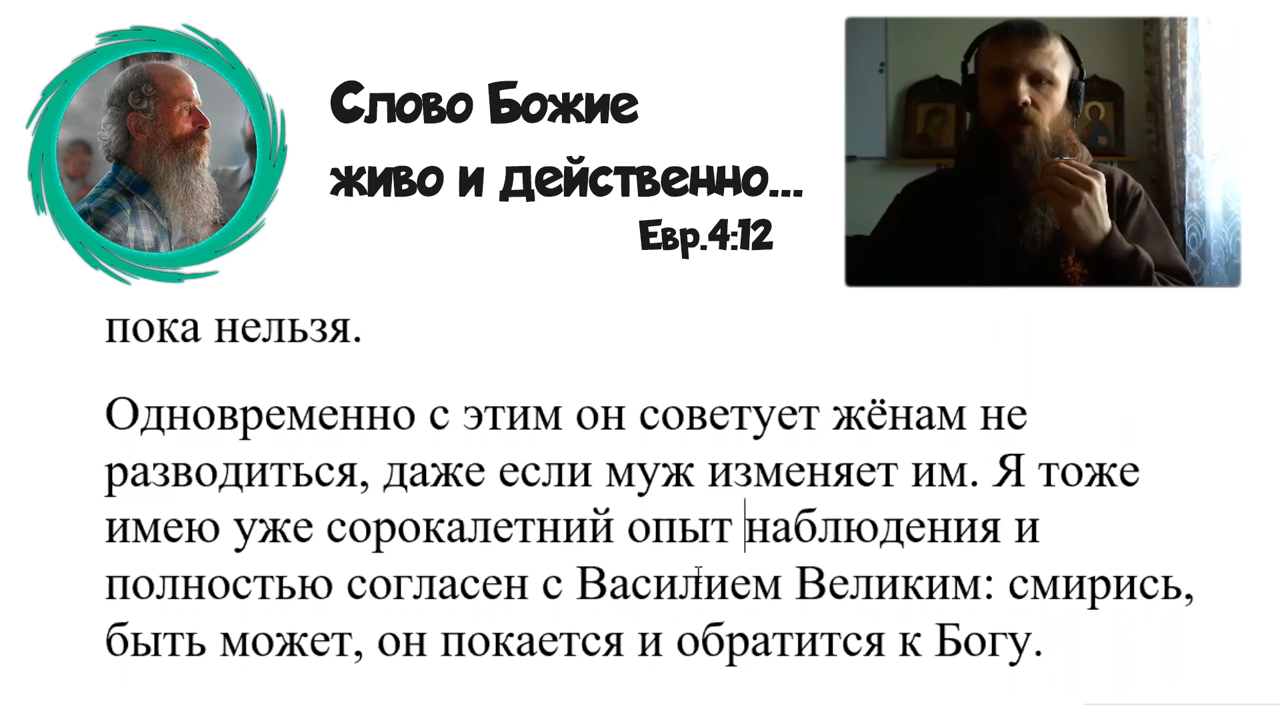 Слово Божие
живо и действенно...
Евр.4:12
пока нельзя.
Одновременно с этим он советует жёнам не
разводиться, даже если муж изменяет им. Я тоже
имею уже сорокалетний опыт наблюдения и
полностью согласен с Василием Великим: смирись,
быть может, он покается и обратится к Богу.